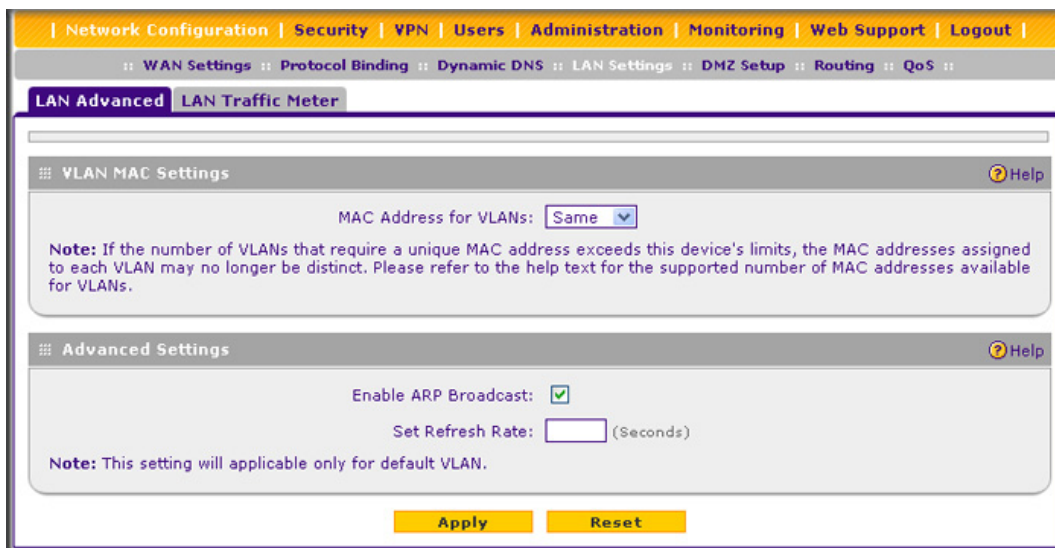 | Network Configuration | Security | VPN | Users | Administration | Monitoring | Web Support | Logout |
:: WAN Settings :: Protocol Binding :: Dynamic DNS :: LAN Settings :: DMZ Setup :: Routing :: QoS ::
LAN Advanced LAN Traffic Meter
VLAN MAC Settings ? Help
MAC Address for VLANs: Same
Note: If the number of VLANs that require a unique MAC address exceeds this device's limits, the MAC addresses assigned
to each VLAN may no longer be distinct. Please refer to the help text for the supported number of MAC addresses available
for VLANs.
Advanced Settings ? Help
Enable ARP Broadcast:
Set Refresh Rate: (Seconds)
Note: This setting will applicable only for default VLAN.
Apply Reset